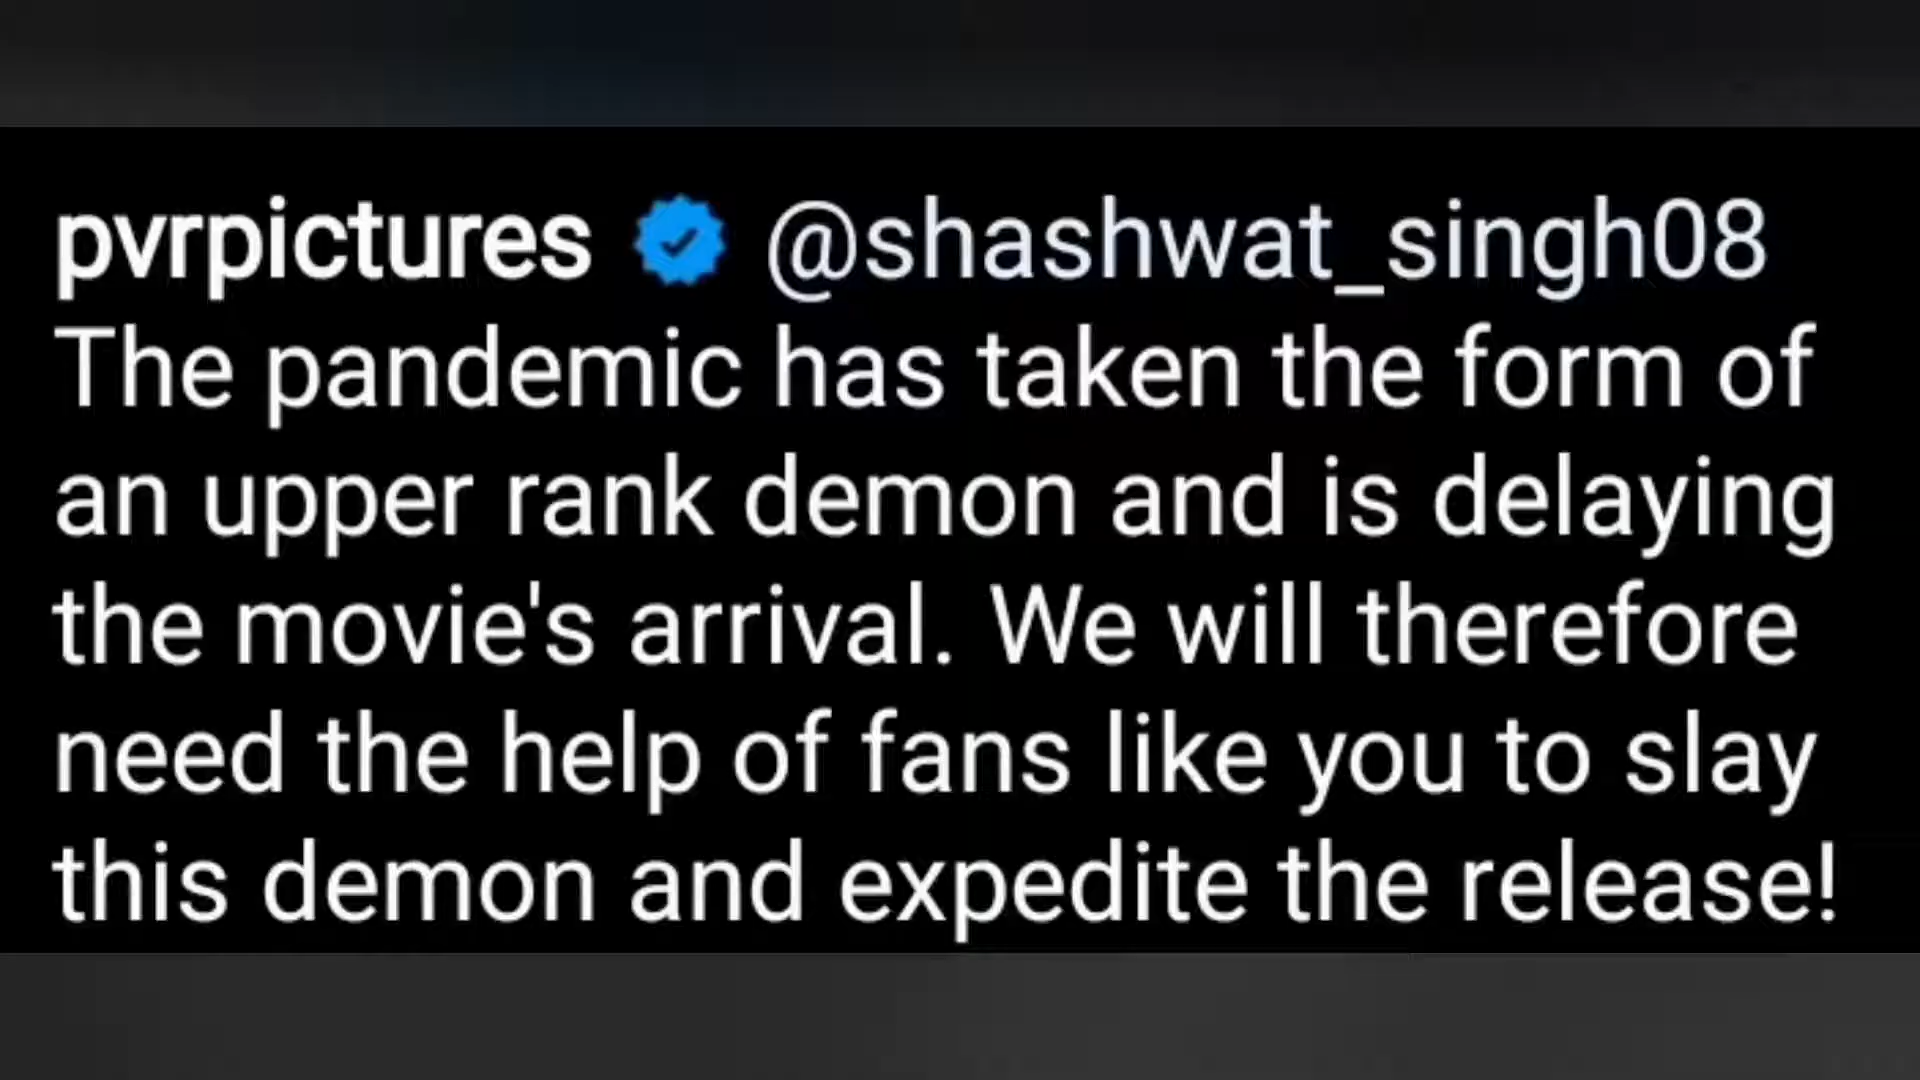 pvrpictures @shashwat_singh08
The pandemic has taken the form of
an upper rank demon and is delaying
the movie's arrival. We will therefore
need the help of fans like you to slay
this demon and expedite the release!